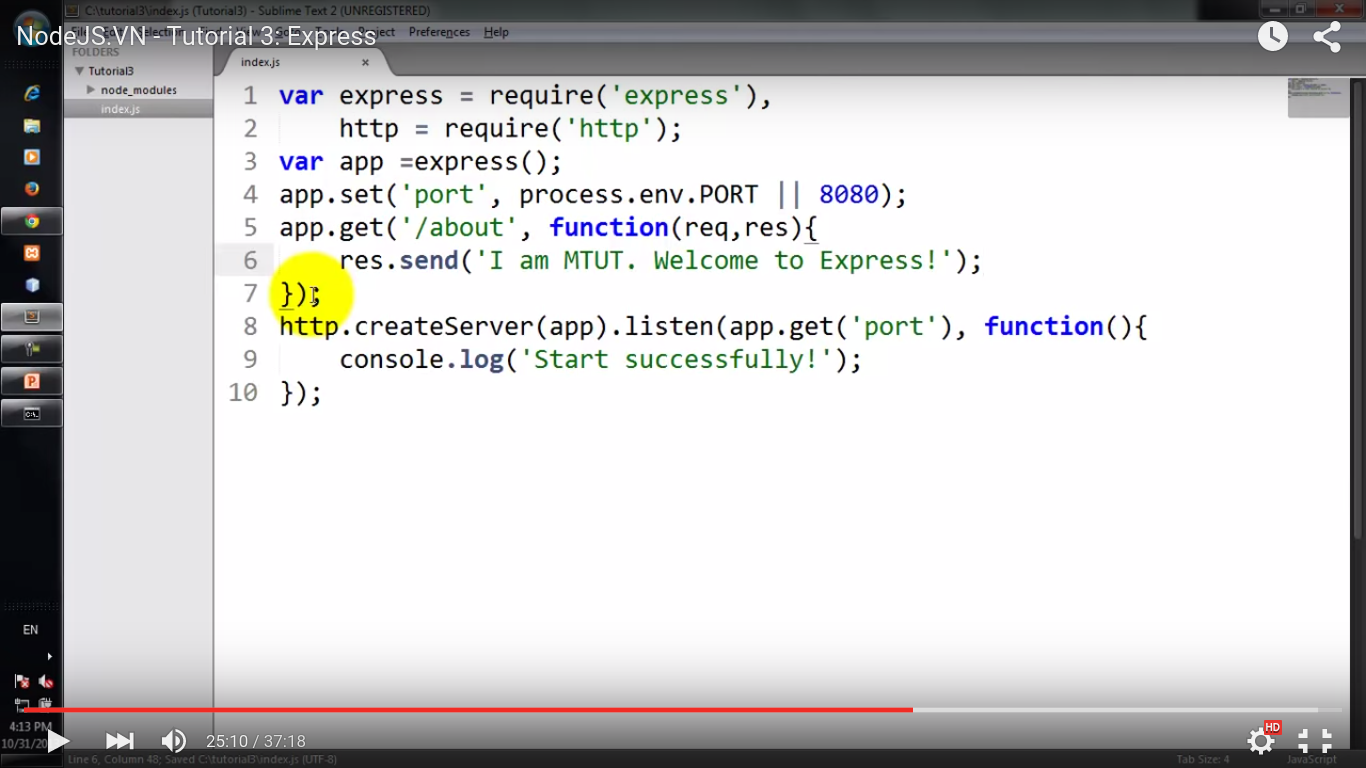 C:\tutorial3\index.js (Tutorial3) - Sublime Text 2 (UNREGISTERED)
NodeJS.VN - Tutorial 3: Express
Preferences Help
FOLDERS
Tutorial3
node_modules
index.js
index.js ×
1 var express = require('express'),
2 http = require('http');
3 var app =express();
4 app.set('port', process.env.PORT || 8080);
5 app.get('/about', function(req,res){
6 res.send('I am MTUT. Welcome to Express!');
7 });
8 http.createServer(app).listen(app.get('port'), function(){
9 console.log('Start successfully!');
10 });
EN
4:13 PM
10/31/20
HD
25:10 / 37:18
Line 6, Column 48; Saved C:\tutorial3\index.js (UTF-8)
Tab Size: 4
JavaScript